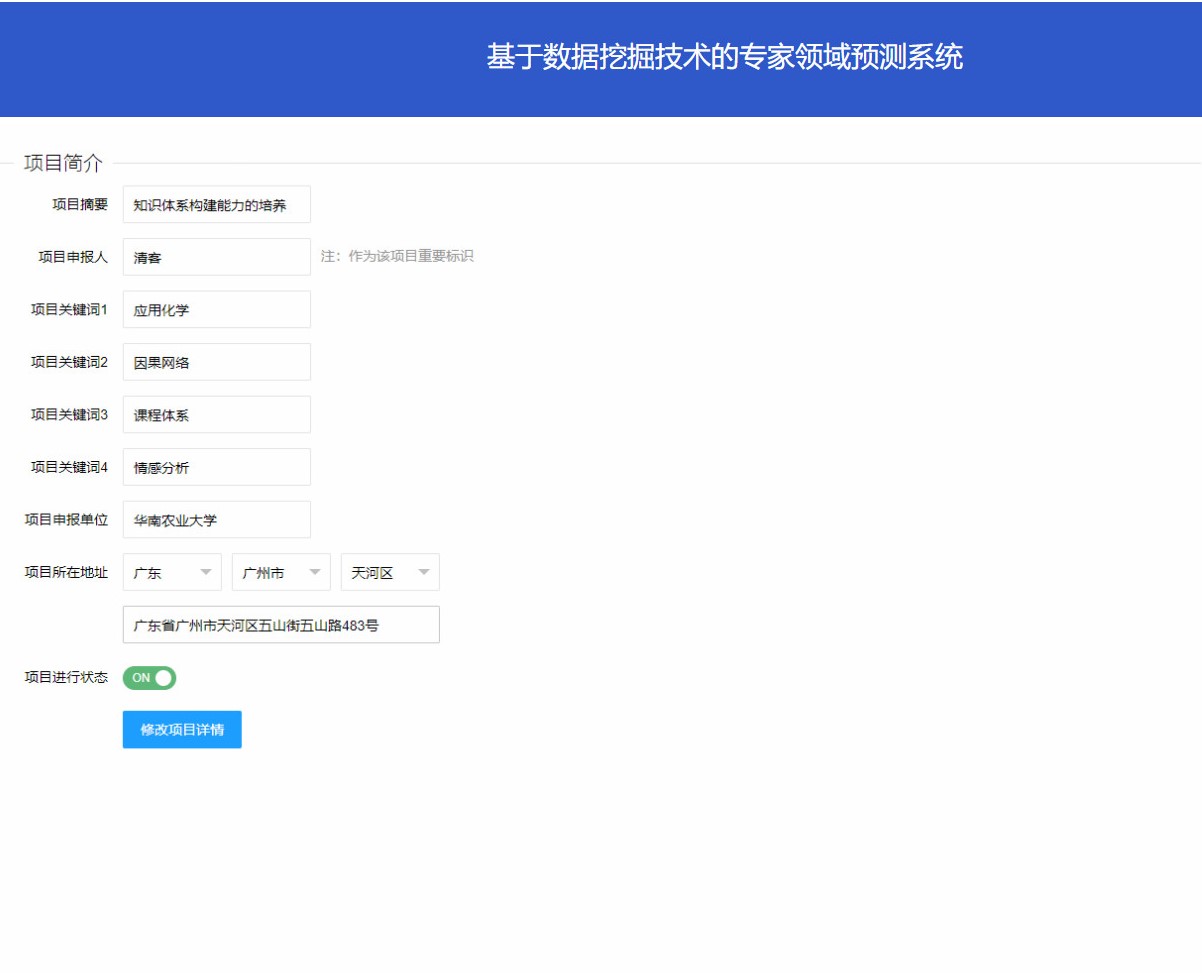 基于数据挖掘技术的专家领域预测系统
项目简介
项目摘要 知识体系构建能力的培养
项目申报人 清客 注：作为该项目重要标识
项目关键词1 应用化学
项目关键词2 因果网络
项目关键词3 课程体系
项目关键词4 情感分析
项目申报单位 华南农业大学
项目所在地址 广东 广州市 天河区
广东省广州市天河区五山街五山路483号
项目进行状态 ON
修改项目详情